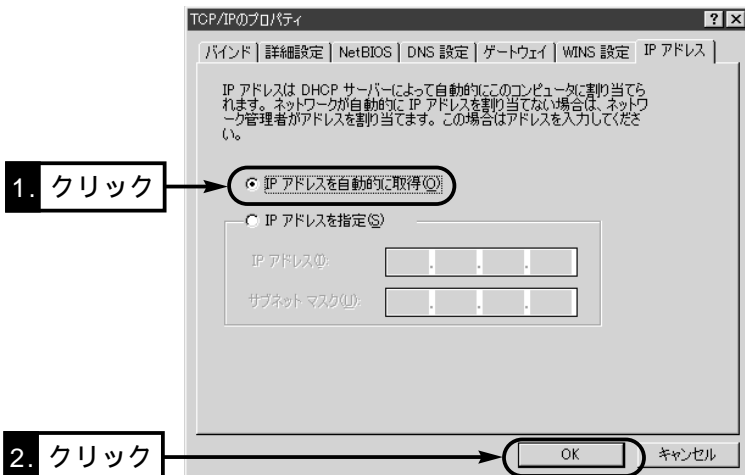 TCP/IPのプロパティ
バインド 詳細設定 NetBIOS DNS 設定 ゲートウェイ WINS 設定 IP アドレス
IP アドレスは DHCP サーバーによって自動的にこのコンピュータに割り当てら
れます。ネットワークが自動的に IP アドレスを割り当てない場合は、ネットワ
ーク管理者がアドレスを割り当てます。この場合はアドレスを入力してくださ
い。
1. クリック
IP アドレスを自動的に取得(O)
IP アドレスを指定(S)
IP アドレス(I):
サブネット マスク(U):
2. クリック
OK キャンセル